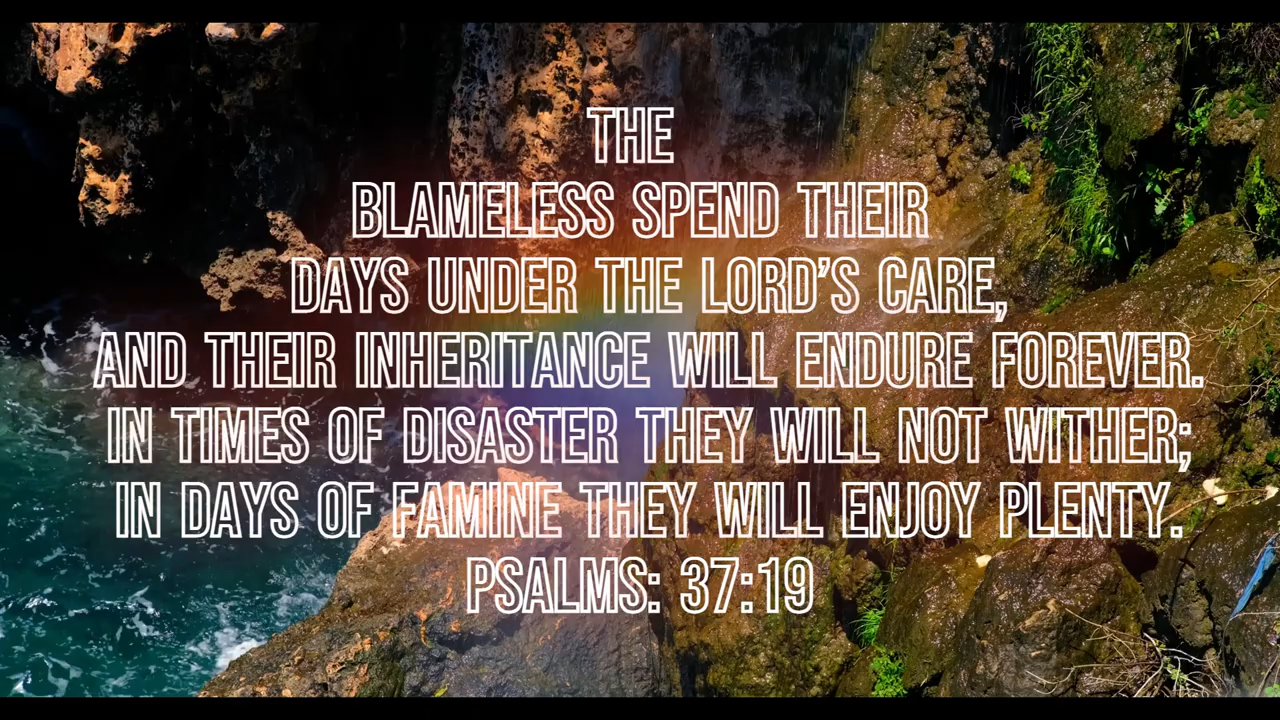 THE
BLAMELESS SPEND THEIR
DAYS UNDER THE LORD’S CARE,
AND THEIR INHERITANCE WILL ENDURE FOREVER.
IN TIMES OF DISASTER THEY WILL NOT WITHER;
IN DAYS OF FAMINE THEY WILL ENJOY PLENTY.
PSALMS: 37:19